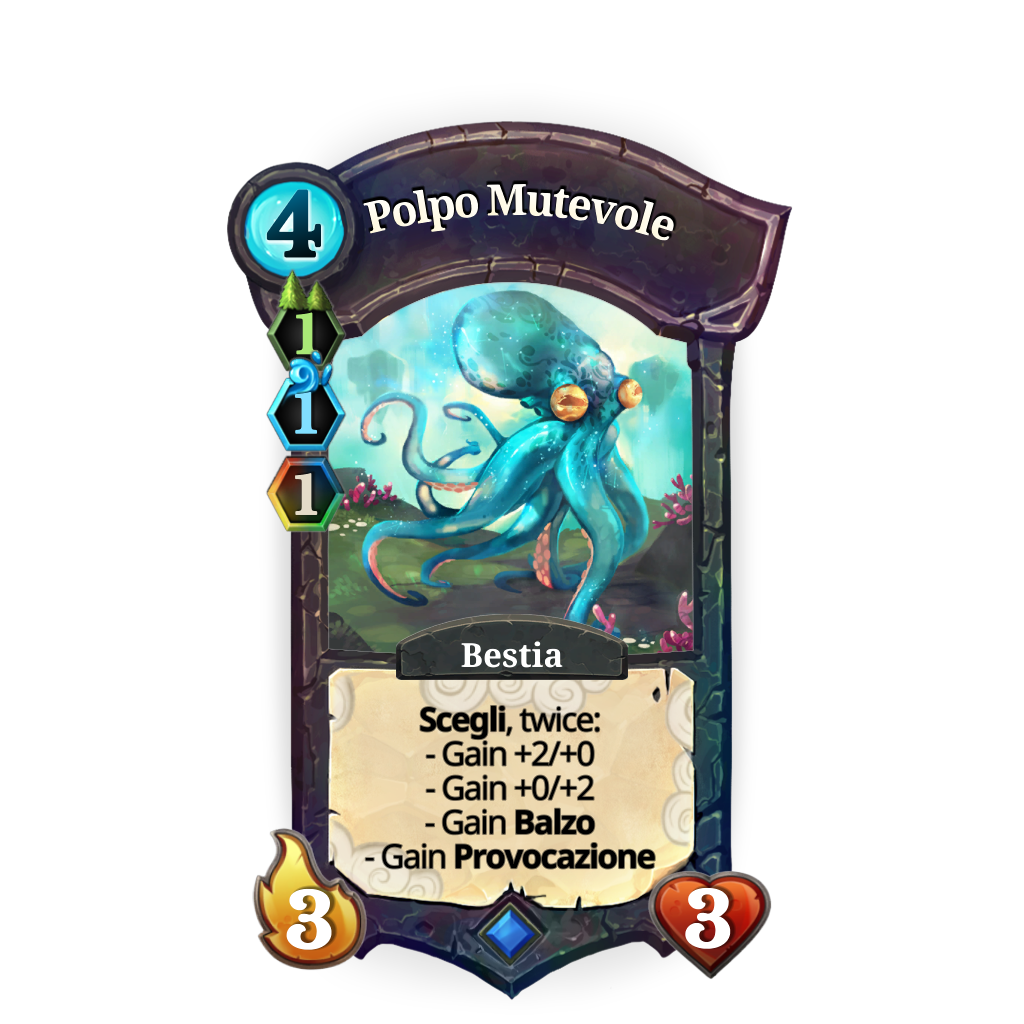 4
Polpo Mutevole
1
1
1
Bestia
Scegli, twice:
- Gain +2/+0
- Gain +0/+2
- Gain Balzo
- Gain Provocazione
3
3